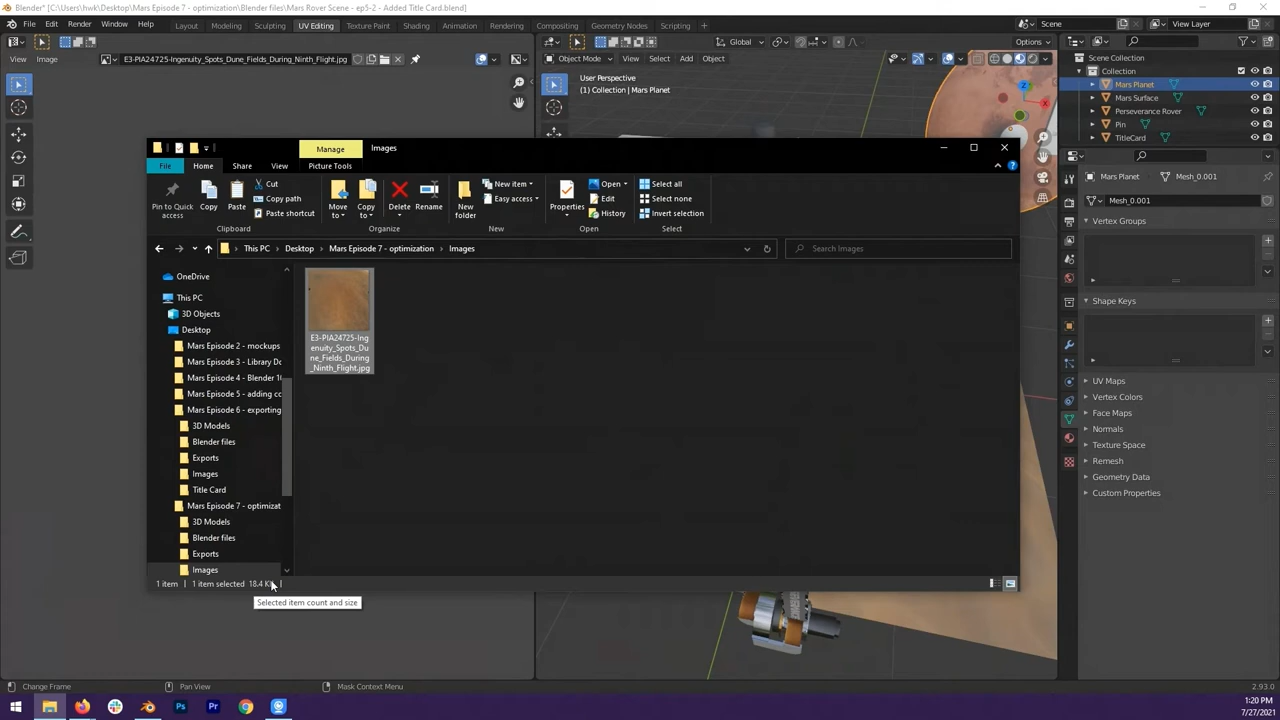 Blender* [C:\Users\hwk\Desktop\Mars Episode 7 - optimization\Blender files\Mars Rover Scene - ep5-2 - Added Title Card.blend]
File Edit Render Window Help Layout Modeling Sculpting UV Editing Texture Paint Shading Animation Rendering Compositing Geometry Nodes Scripting Scene View Layer
View Image E3-PIA24725-Ingenuity_Spots_Dune_Fields_During_Ninth_Flight.jpg Global Options
Object Mode View Select Add Object
User Perspective
(1) Collection | Mars Planet
Scene Collection
Collection
Mars Planet
Mars Surface
Perseverance Rover
Pin
TitleCard
Mars Planet Mesh_0.001
Mesh_0.001
Vertex Groups
Shape Keys
UV Maps
Vertex Colors
Face Maps
Normals
Texture Space
Remesh
Geometry Data
Custom Properties
Manage Images
File Home Share View Picture Tools
Pin to Quick access
Copy
Paste
Cut
Copy path
Paste shortcut
Clipboard
Move to
Copy to
Delete
Rename
Organize
New folder
New item
Easy access
New
Properties
Open
Edit
History
Open
Select all
Select none
Invert selection
Select
This PC Desktop Mars Episode 7 - optimization Images Search Images
OneDrive
This PC
3D Objects
Desktop
Mars Episode 2 - mockups
Mars Episode 3 - Library Do
Mars Episode 4 - Blender 1
Mars Episode 5 - adding co
Mars Episode 6 - exporting
3D Models
Blender files
Exports
Images
Title Card
Mars Episode 7 - optimizat
3D Models
Blender files
Exports
Images
E3-PIA24725-Ing
enuity_Spots_Du
ne_Fields_During
_Ninth_Flight.jpg
1 item 1 item selected 18.4
Selected item count and size
Change Frame Pan View Mask Context Menu 2.93.0
1:20 PM
7/27/2021